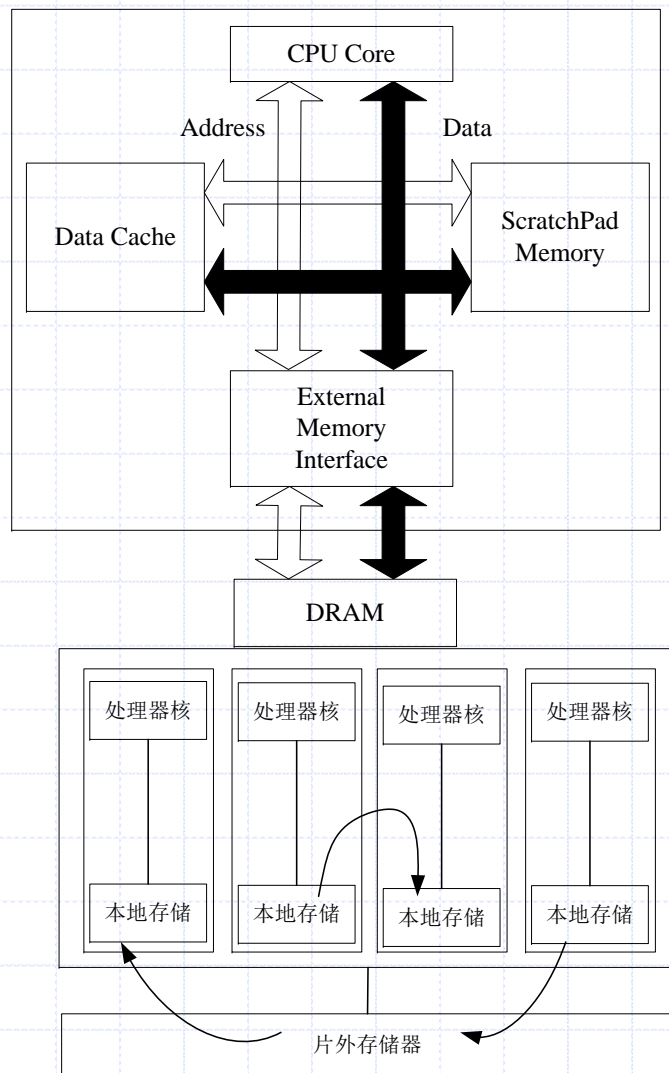 CPU Core
Address
Data
Data Cache
ScratchPad
Memory
External
Memory
Interface
DRAM
处理器核
处理器核
处理器核
处理器核
本地存储
本地存储
本地存储
本地存储
片外存储器